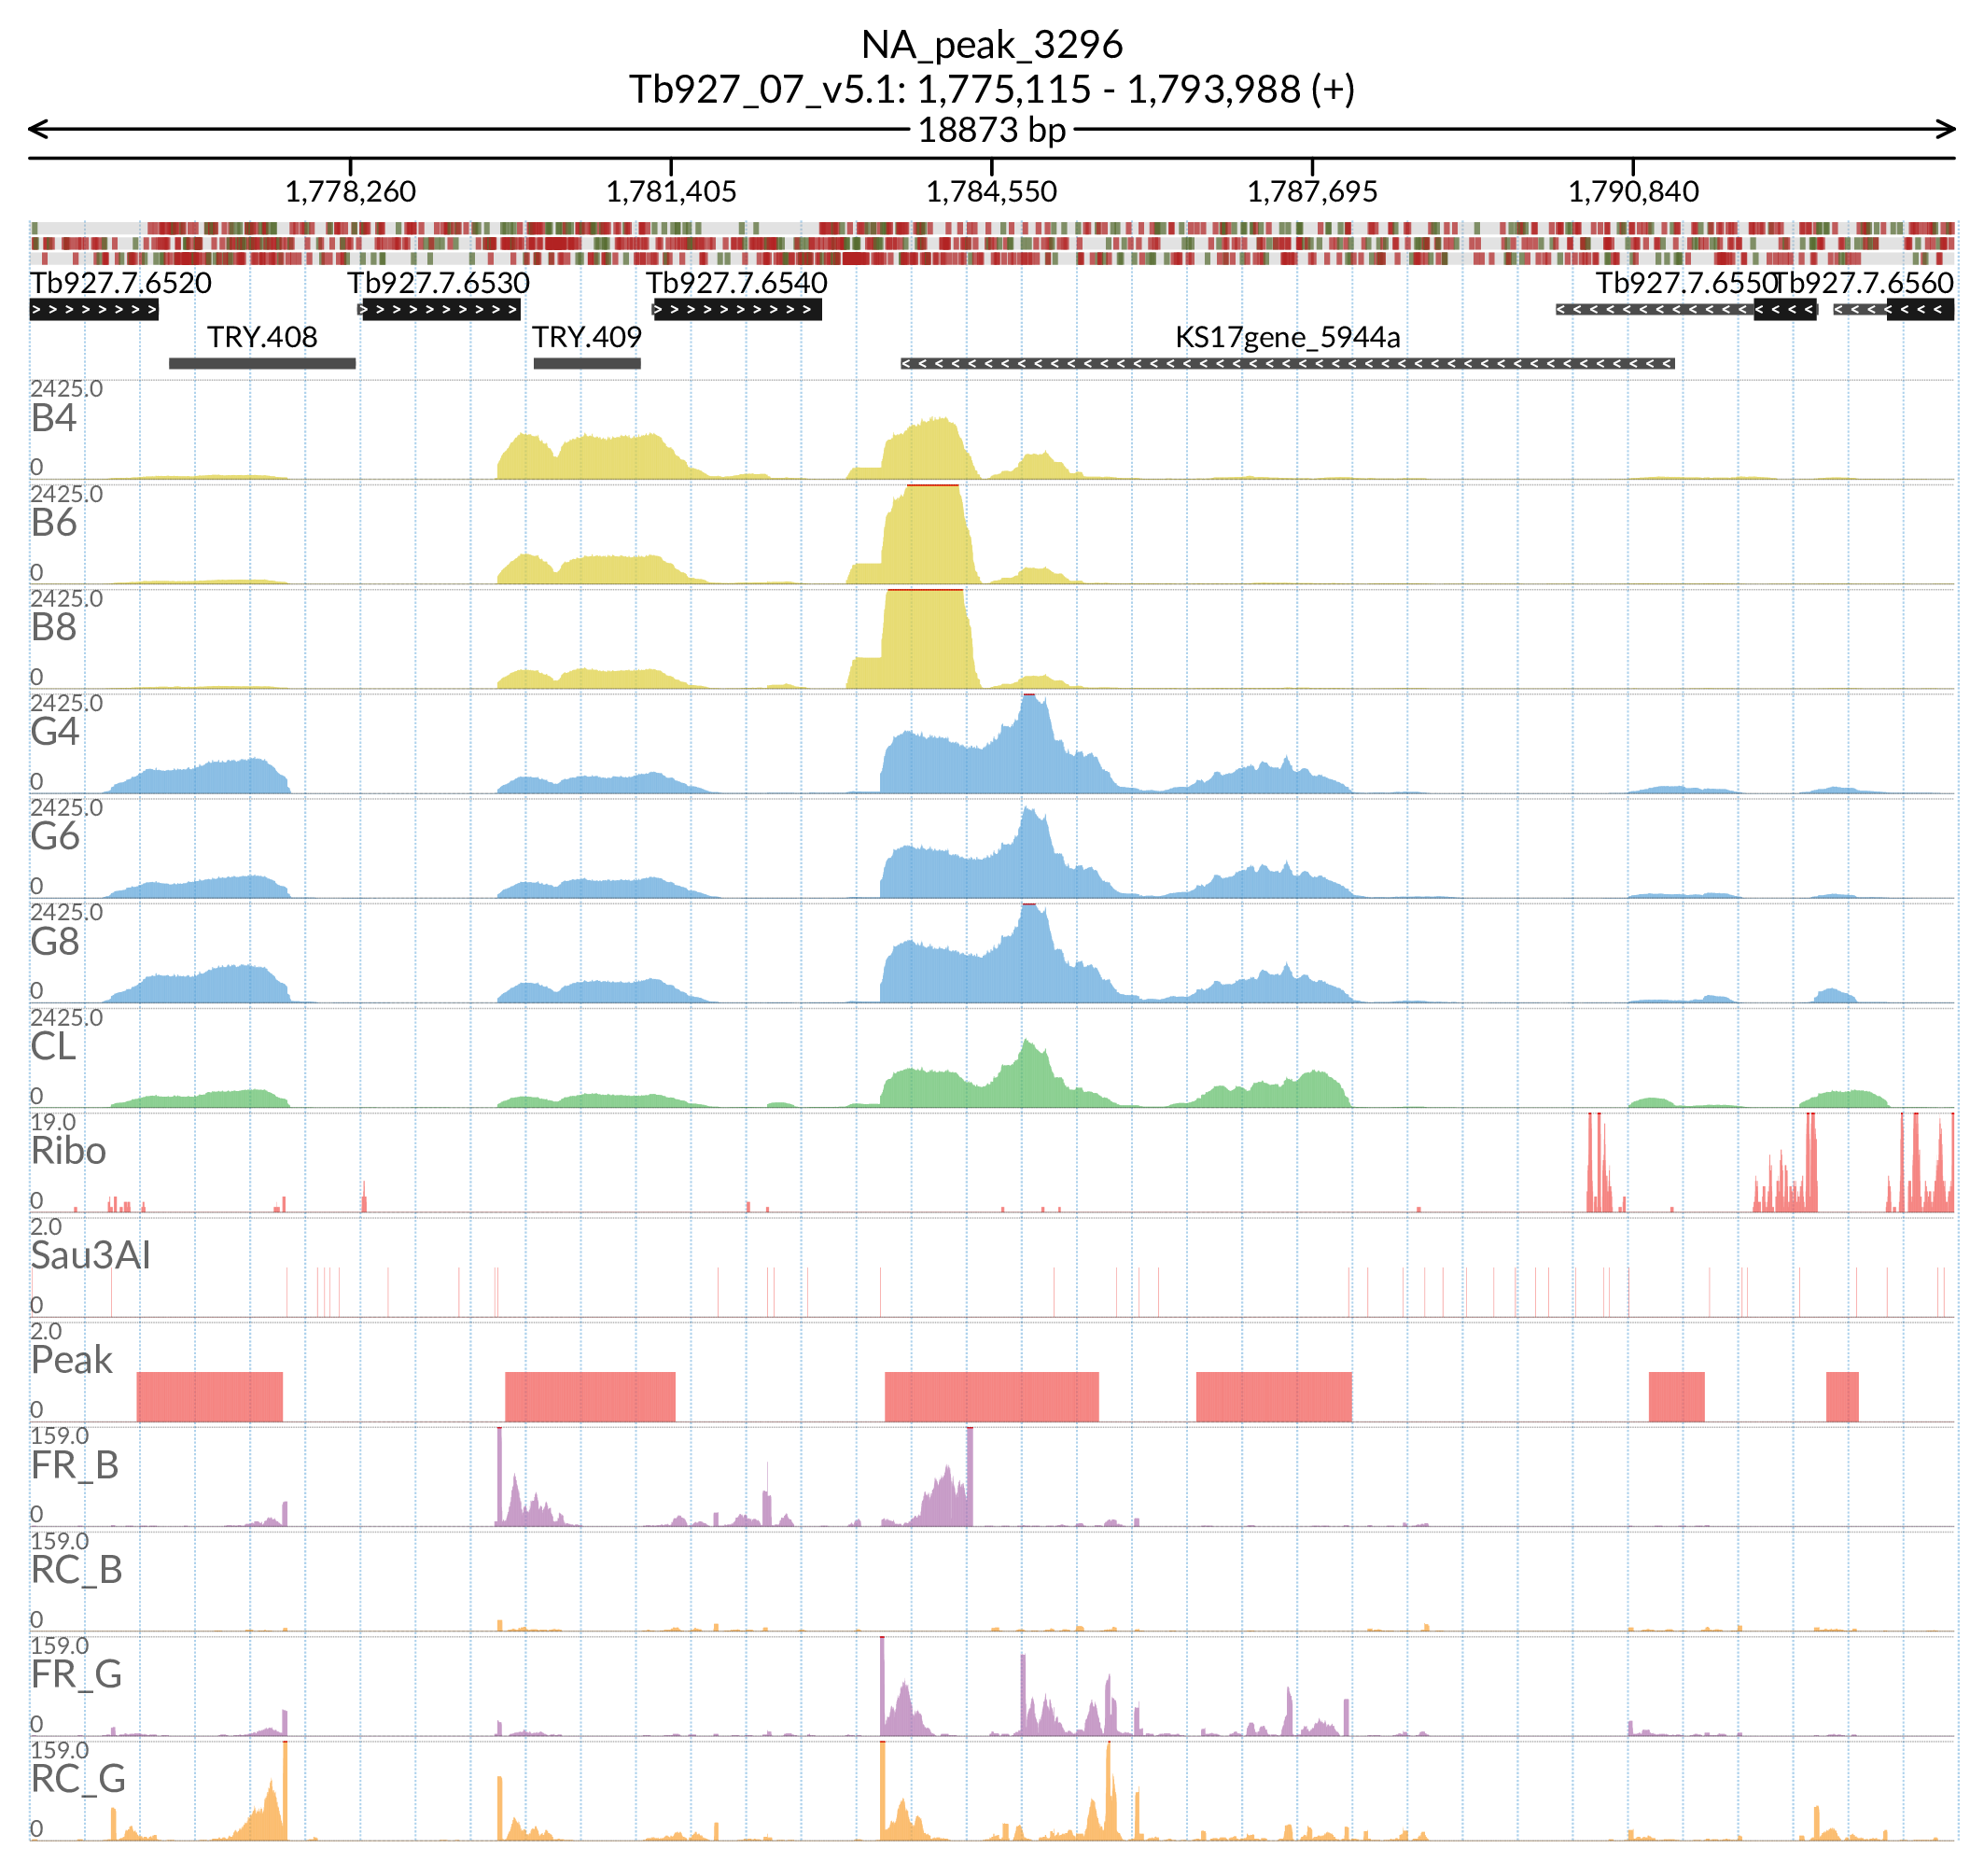 NA_peak_3296
Tb927_07_v5.1: 1,775,115 - 1,793,988 (+)
18873 bp
1,778,260 1,781,405 1,784,550 1,787,695 1,790,840
Tb927.7.6520 Tb927.7.6530 Tb927.7.6540 Tb927.7.6550 Tb927.7.6560
TRY.408 TRY.409 KS17gene_5944a
2425.0
B4
0
2425.0
B6
0
2425.0
B8
0
2425.0
G4
0
2425.0
G6
0
2425.0
G8
0
2425.0
CL
0
19.0
Ribo
0
2.0
Sau3AI
0
2.0
Peak
0
159.0
FR_B
0
159.0
RC_B
0
159.0
FR_G
0
159.0
RC_G
0